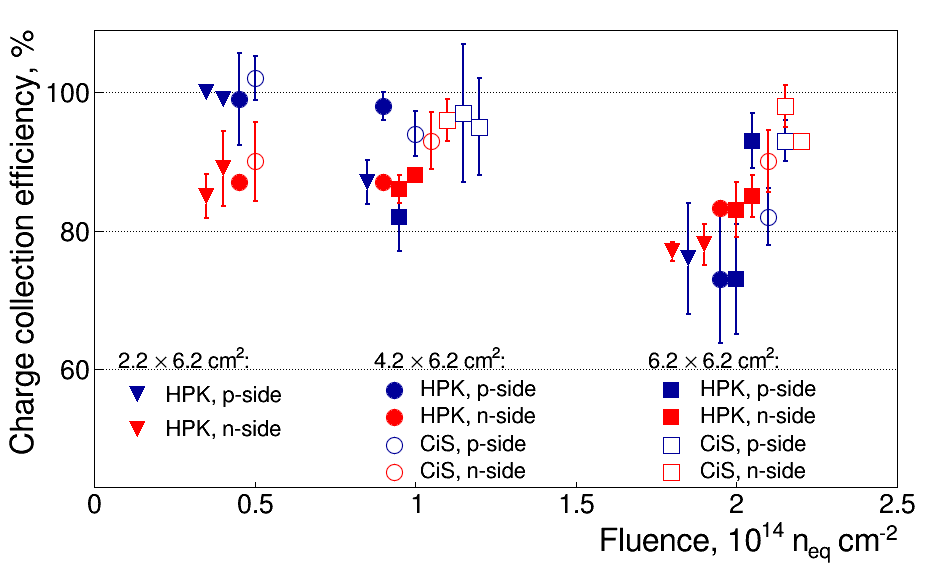 Charge collection efficiency, %
100
80
60
2.2 × 6.2 cm²:
HPK, p-side
HPK, n-side
4.2 × 6.2 cm²:
HPK, p-side
HPK, n-side
CiS, p-side
CiS, n-side
6.2 × 6.2 cm²:
HPK, p-side
HPK, n-side
CiS, p-side
CiS, n-side
0 0.5 1 1.5 2 2.5
Fluence, 10¹⁴ n_eq cm⁻²